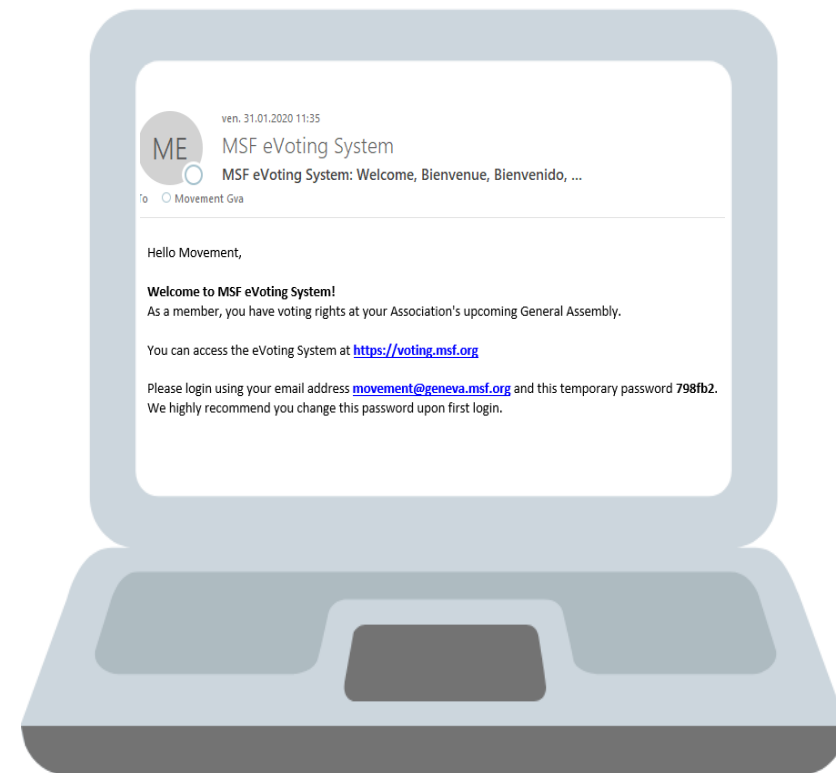 ven. 31.01.2020 11:35
ME
MSF eVoting System
MSF eVoting System: Welcome, Bienvenue, Bienvenido, ...
Movement Gva
Hello Movement,
Welcome to MSF eVoting System!
As a member, you have voting rights at your Association's upcoming General Assembly.
You can access the eVoting System at https://voting.msf.org
Please login using your email address movement@geneva.msf.org and this temporary password 798fb2.
We highly recommend you change this password upon first login.